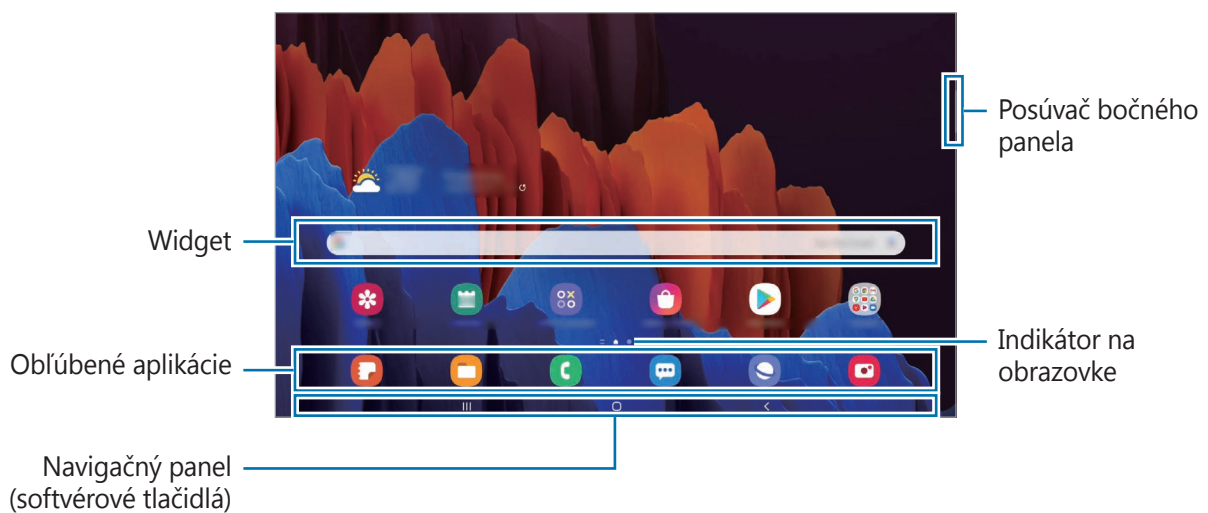 Posúvač bočného
panela
Widget
Indikátor na
obrazovke
Obľúbené aplikácie
Navigačný panel
(softvérové tlačidlá)